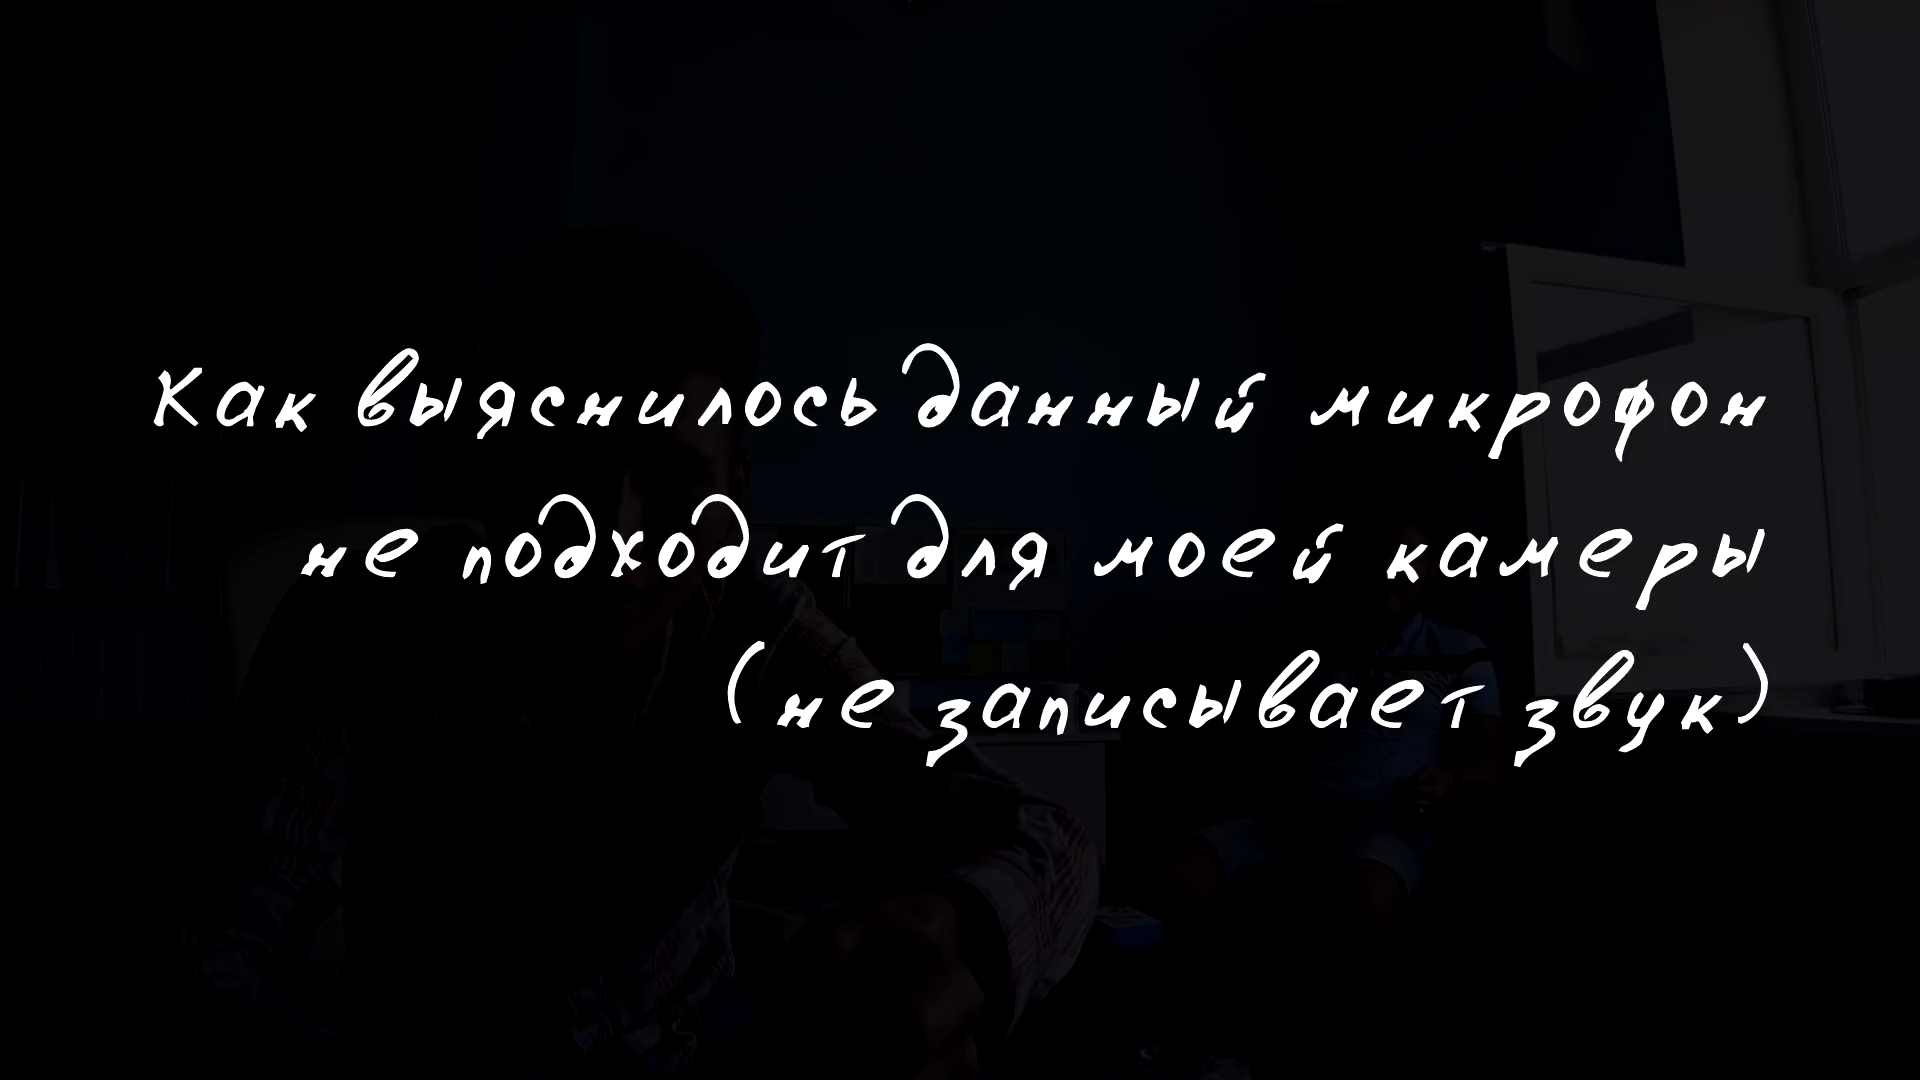 Как выяснилось данный микрофон
не подходит для моей камеры
(не записывает звук)